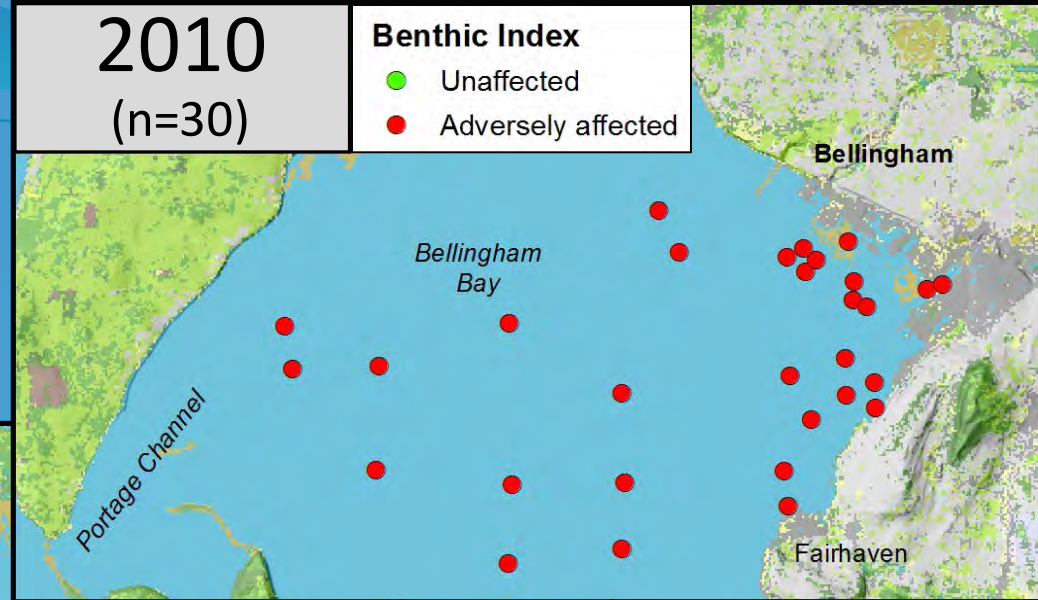 2010
(n=30)
Benthic Index
Unaffected
Adversely affected
Bellingham
Bellingham
Bay
Portage Channel
Fairhaven